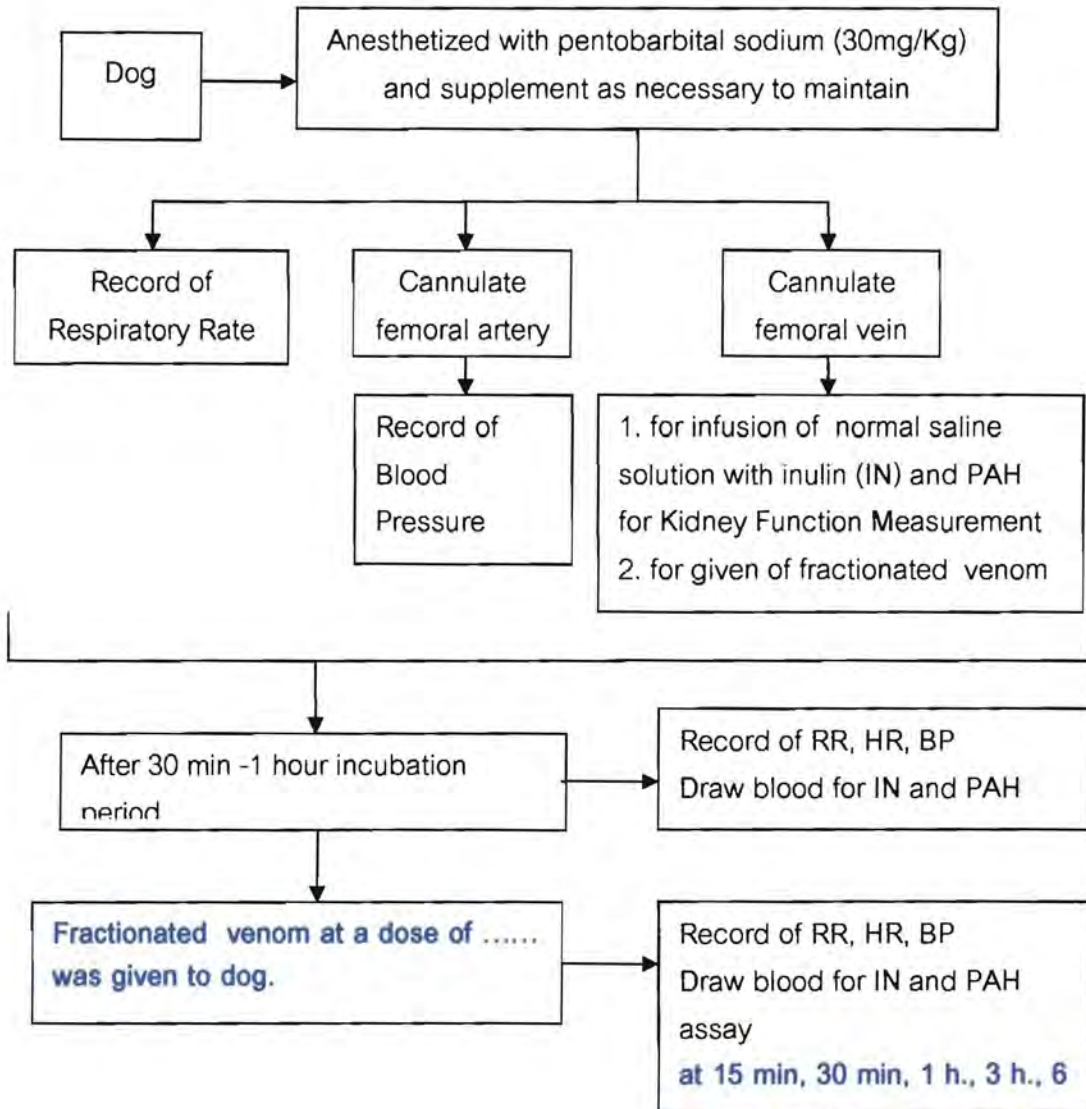 Dog
Anesthetized with pentobarbital sodium (30mg/Kg)
and supplement as necessary to maintain
Record of
Respiratory Rate
Cannulate
femoral artery
Cannulate
femoral vein
Record of
Blood
Pressure
1. for infusion of normal saline
solution with inulin (IN) and PAH
for Kidney Function Measurement
2. for given of fractionated venom
After 30 min -1 hour incubation
period
Record of RR, HR, BP
Draw blood for IN and PAH
Fractionated venom at a dose of ......
was given to dog.
Record of RR, HR, BP
Draw blood for IN and PAH
assay
at 15 min, 30 min, 1 h., 3 h., 6